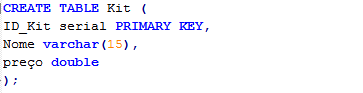 CREATE TABLE Kit (
ID_Kit serial PRIMARY KEY,
Nome varchar(15),
preço double
);